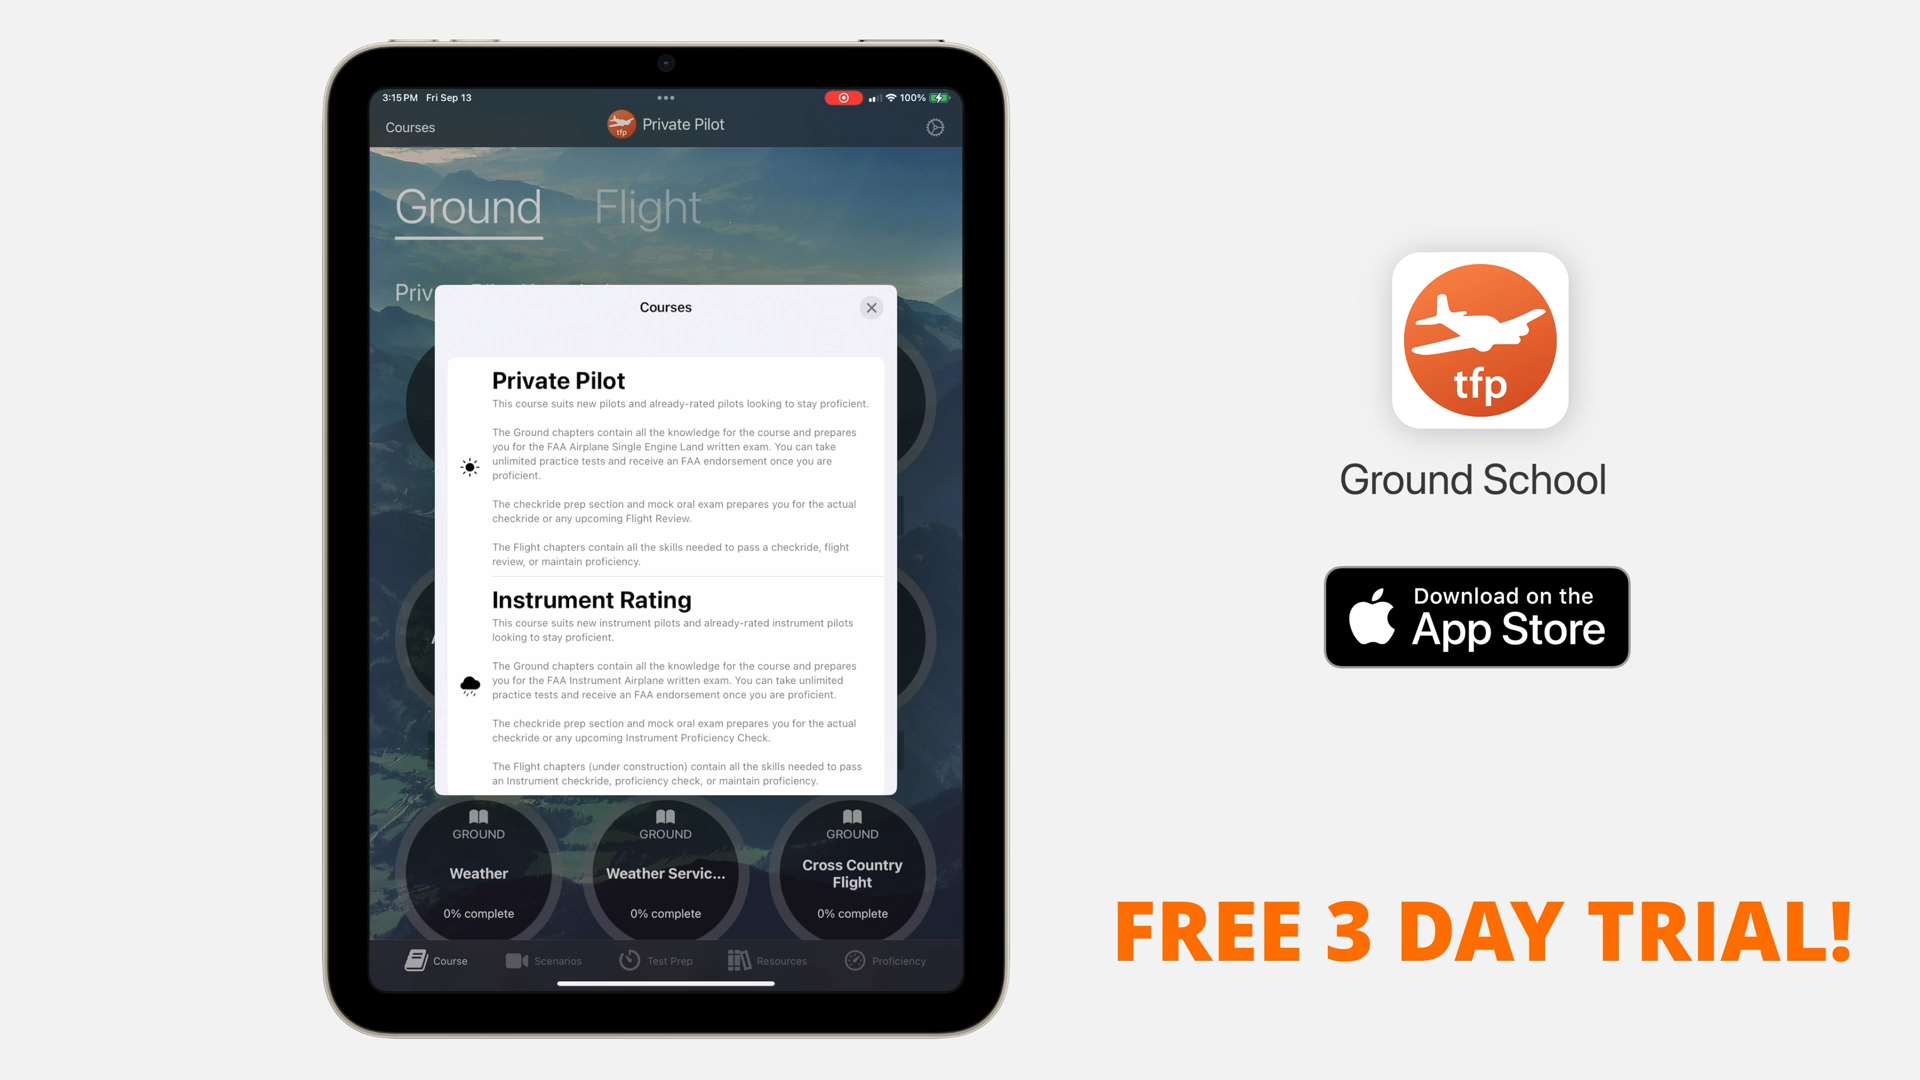 3:15 PM Fri Sep 13
100%
Courses
tfp
Private Pilot
Ground
Flight
Courses
Private Pilot
This course suits new pilots and already-rated pilots looking to stay proficient.
The Ground chapters contain all the knowledge for the course and prepares
you for the FAA Airplane Single Engine Land written exam. You can take
unlimited practice tests and receive an FAA endorsement once you are
proficient.
The checkride prep section and mock oral exam prepares you for the actual
checkride or any upcoming Flight Review.
The Flight chapters contain all the skills needed to pass a checkride, flight
review, or maintain proficiency.
Instrument Rating
This course suits new instrument pilots and already-rated instrument pilots
looking to stay proficient.
The Ground chapters contain all the knowledge for the course and prepares
you for the FAA Instrument Airplane written exam. You can take unlimited
practice tests and receive an FAA endorsement once you are proficient.
The checkride prep section and mock oral exam prepares you for the actual
checkride or any upcoming Instrument Proficiency Check.
The Flight chapters (under construction) contain all the skills needed to pass
an Instrument checkride, proficiency check, or maintain proficiency.
GROUND
Weather
0% complete
GROUND
Weather Servic...
0% complete
GROUND
Cross Country
Flight
0% complete
Course
Scenarios
Test Prep
Resources
Proficiency
tfp
Ground School
Download on the
App Store
FREE 3 DAY TRIAL!